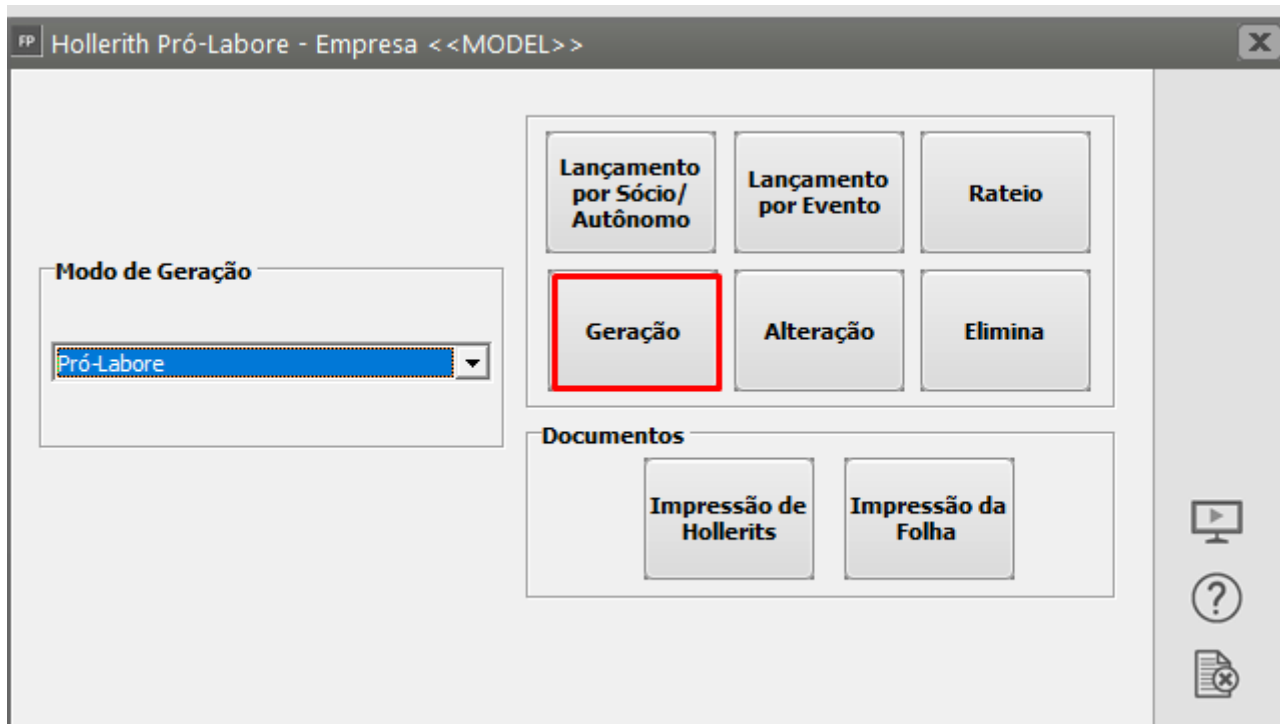 FP Hollerith Pró-Labore - Empresa <<MODEL>>
Modo de Geração
Pró-Labore
Lançamento
por Sócio/
Autônomo
Lançamento
por Evento
Rateio
Geração
Alteração
Elimina
Documentos
Impressão de
Hollerits
Impressão da
Folha